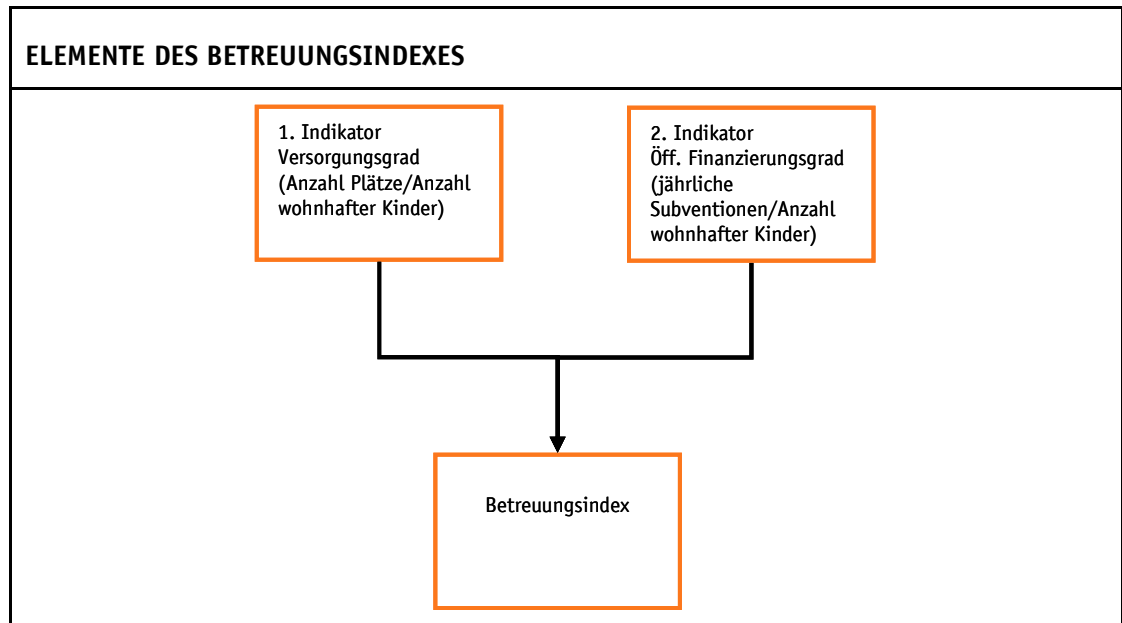 ELEMENTE DES BETREUUNGSINDEXES
1. Indikator
Versorgungsgrad
(Anzahl Plätze/Anzahl
wohnhafter Kinder)
2. Indikator
Öff. Finanzierungsgrad
(jährliche
Subventionen/Anzahl
wohnhafter Kinder)
Betreuungsindex